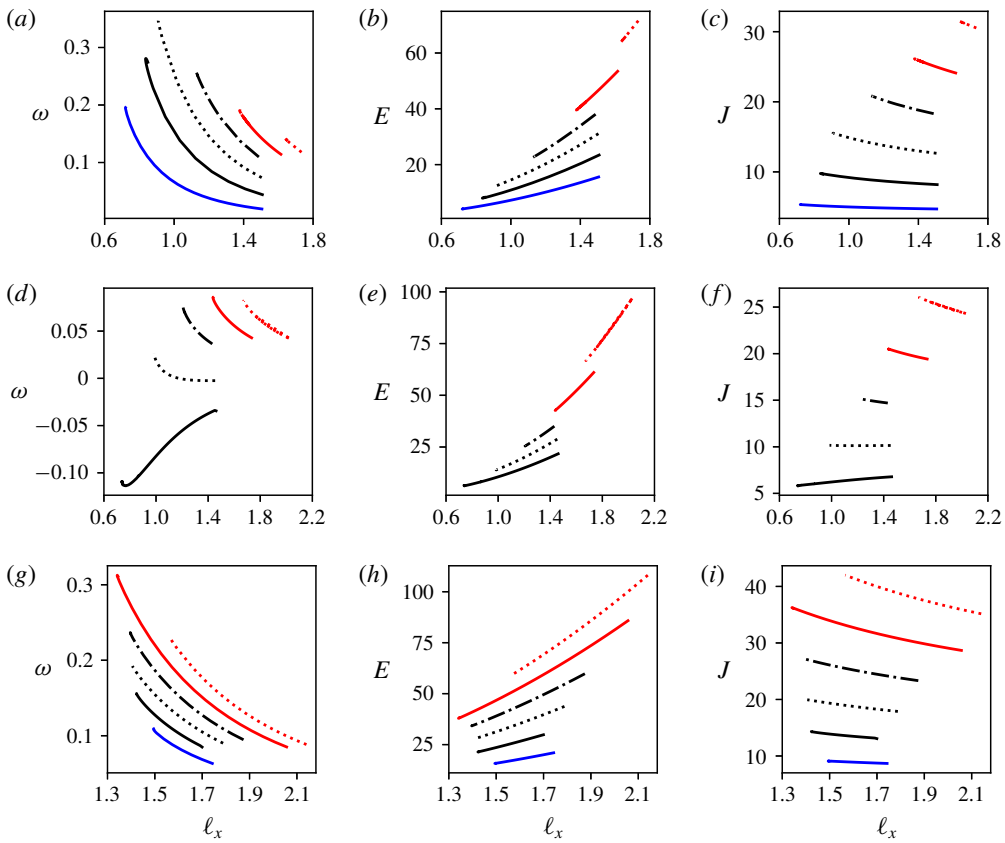 (a) (b) (c)
0.3 60 30
ω 0.2 E 40 J 20
0.1 20 10
0.6 1.0 1.4 1.8 0.6 1.0 1.4 1.8 0.6 1.0 1.4 1.8
(d) (e) (f)
100 25
0.05 75 20
ω 0 E 50 J 15
−0.05 25 10
−0.10 5
0.6 1.0 1.4 1.8 2.2 0.6 1.0 1.4 1.8 2.2 0.6 1.0 1.4 1.8 2.2
(g) (h) (i)
0.3 100 40
ω 0.2 E 75 J 30
50 20
0.1 25 10
1.3 1.5 1.7 1.9 2.1 1.3 1.5 1.7 1.9 2.1 1.3 1.5 1.7 1.9 2.1
ℓx ℓx ℓx